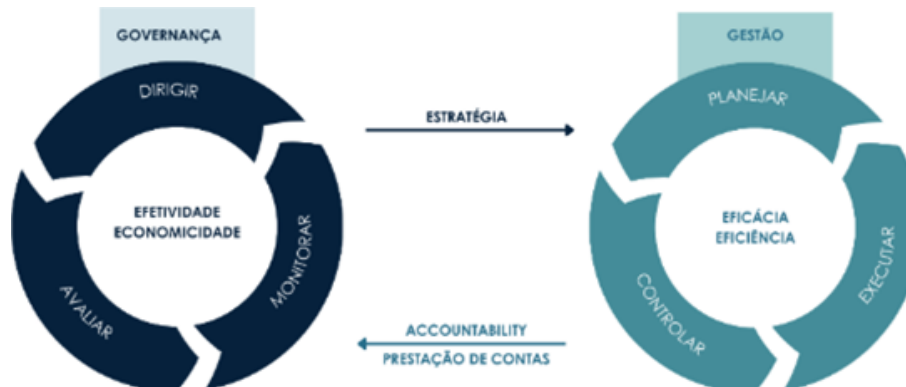 GOVERNANÇA
DIRIGIR
EFETIVIDADE
ECONOMICIDADE
MONITORAR
AVALIAR
ESTRATÉGIA
ACCOUNTABILITY
PRESTAÇÃO DE CONTAS
GESTÃO
PLANEJAR
EFICÁCIA
EFICIÊNCIA
EXECUTAR
CONTROLAR